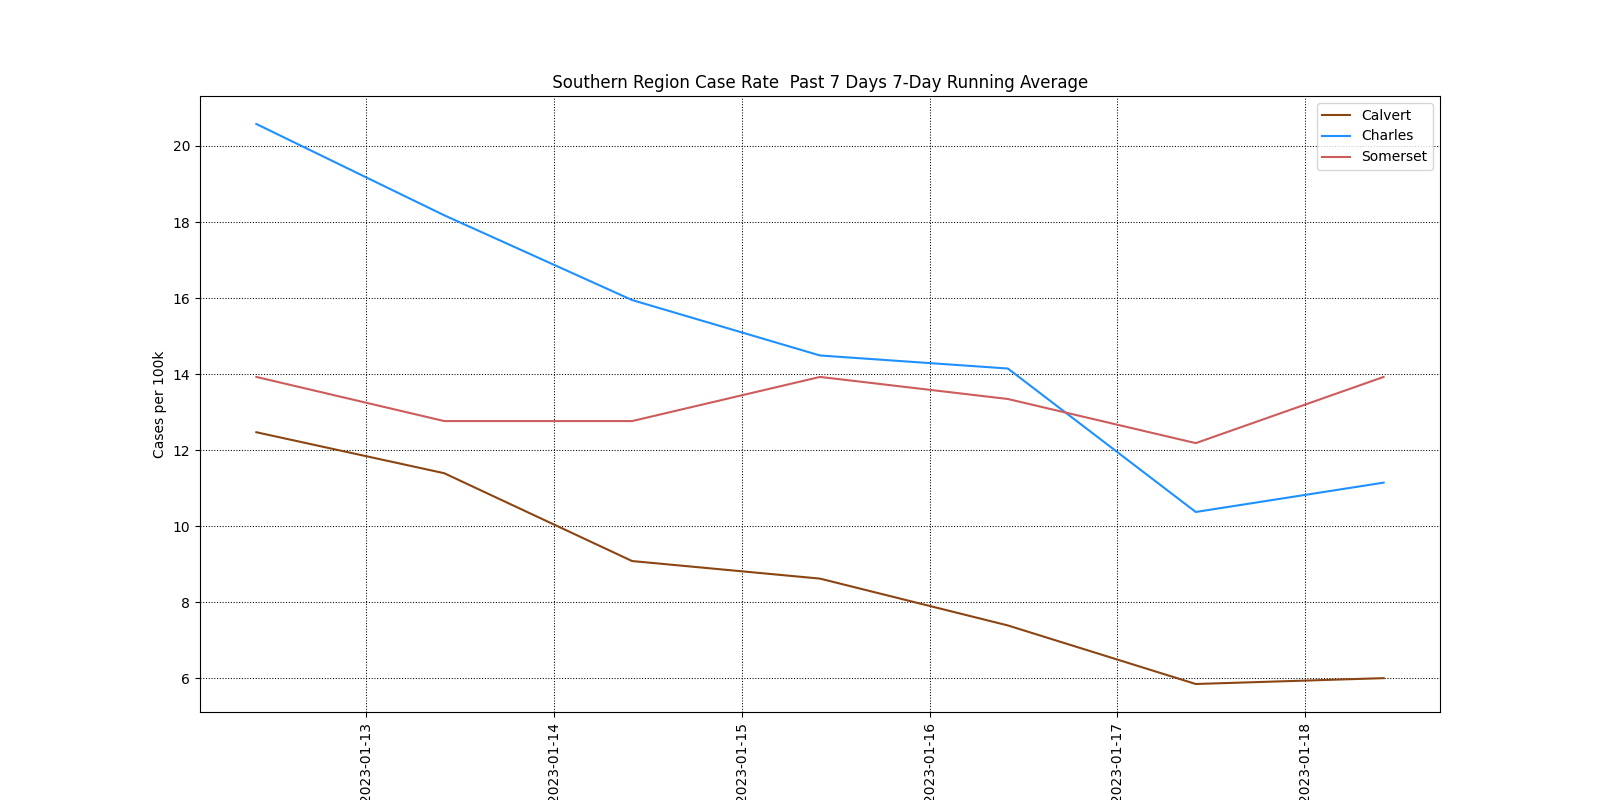 Southern Region Case Rate  Past 7 Days 7-Day Running Average
Calvert
Charles
Somerset
Cases per 100k
20
18
16
14
12
10
8
6
2023-01-13
2023-01-14
2023-01-15
2023-01-16
2023-01-17
2023-01-18